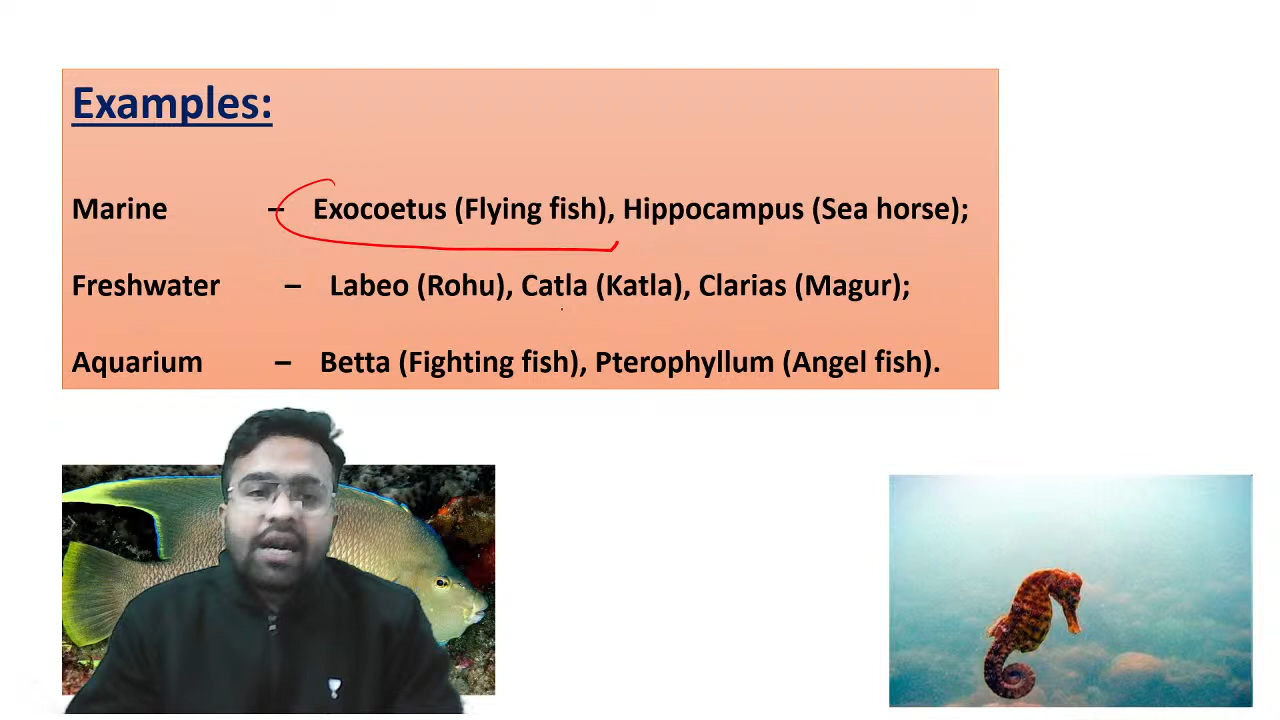 Examples:
Marine – Exocoetus (Flying fish), Hippocampus (Sea horse);
Freshwater – Labeo (Rohu), Catla (Katla), Clarias (Magur);
Aquarium – Betta (Fighting fish), Pterophyllum (Angel fish).